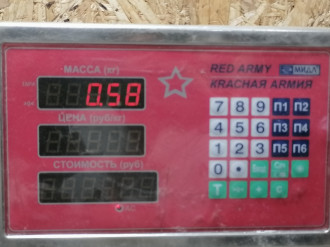 МАССА (кг)
0.58
ЦЕНА (рубли)
СТОИМОСТЬ (руб)
RED ARMY МИДЛ
КРАСНАЯ АРМИЯ
7 8 9 П1 П2
4 5 6 П3 П4
1 2 3 П5 П6
0
T C